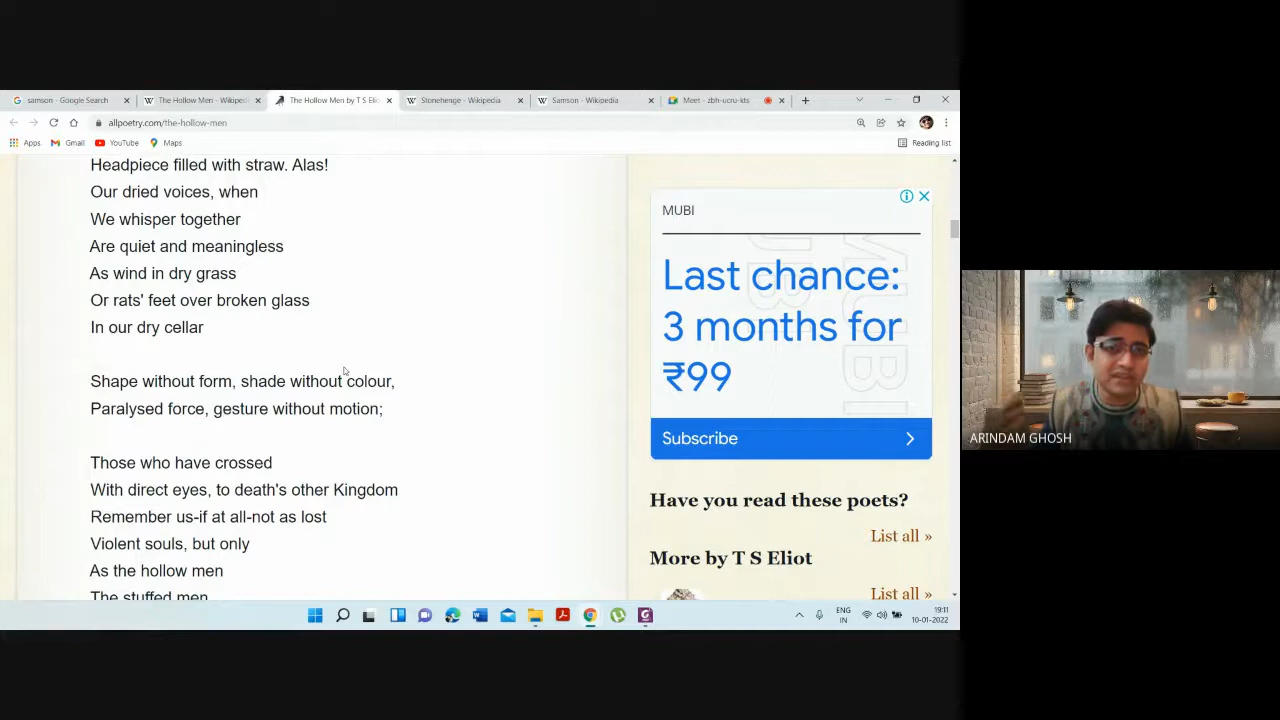 samson - Google Search
The Hollow Men - Wikipedi
The Hollow Men by T S Elio
Stonehenge - Wikipedia
Samson - Wikipedia
Meet - zbh-ucru-kts
allpoetry.com/the-hollow-men
Apps
Gmail
YouTube
Maps
Reading list
Headpiece filled with straw. Alas!
Our dried voices, when
We whisper together
Are quiet and meaningless
As wind in dry grass
Or rats' feet over broken glass
In our dry cellar
Shape without form, shade without colour,
Paralysed force, gesture without motion;
Those who have crossed
With direct eyes, to death's other Kingdom
Remember us-if at all-not as lost
Violent souls, but only
As the hollow men
The stuffed men
MUBI
MUBI
Last chance:
3 months for
₹99
Subscribe
Have you read these poets?
List all »
More by T S Eliot
List all »
ARINDAM GHOSH
ENG
IN
19:11
10-01-2022